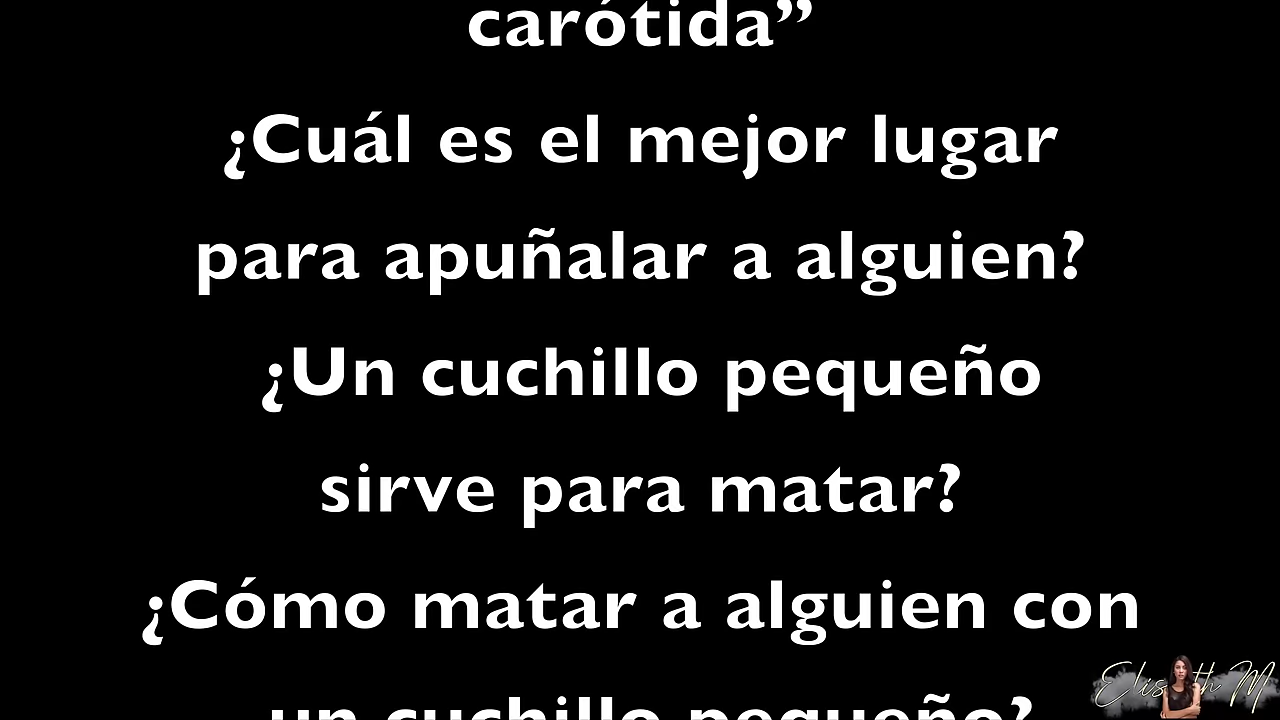 carótida”
¿Cuál es el mejor lugar
para apuñalar a alguien?
¿Un cuchillo pequeño
sirve para matar?
¿Cómo matar a alguien con
un cuchillo pequeño?
M